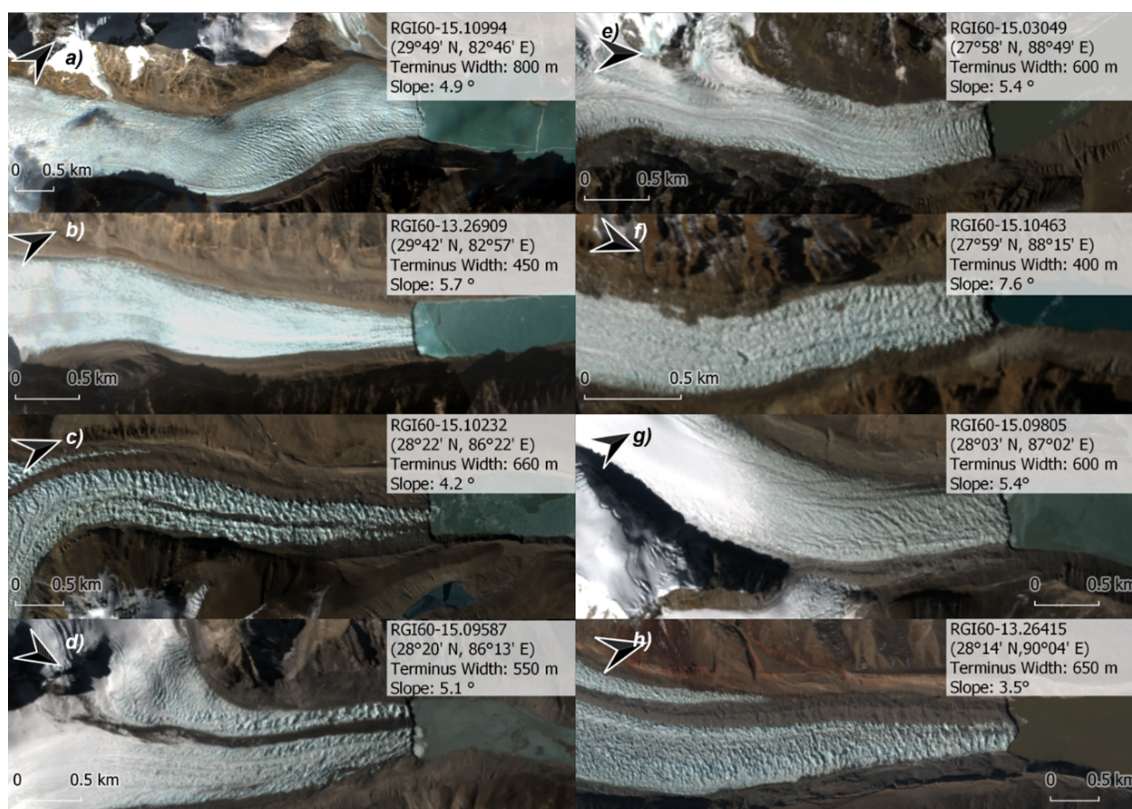 a)
RGI60-15.10994
(29°49' N, 82°46' E)
Terminus Width: 800 m
Slope: 4.9 °
0 0.5 km
b)
RGI60-13.26909
(29°42' N, 82°57' E)
Terminus Width: 450 m
Slope: 5.7 °
0 0.5 km
c)
RGI60-15.10232
(28°22' N, 86°22' E)
Terminus Width: 660 m
Slope: 4.2 °
0 0.5 km
d)
RGI60-15.09587
(28°20' N, 86°13' E)
Terminus Width: 550 m
Slope: 5.1 °
0 0.5 km
e)
RGI60-15.03049
(27°58' N, 88°49' E)
Terminus Width: 600 m
Slope: 5.4 °
0 0.5 km
f)
RGI60-15.10463
(27°59' N, 88°15' E)
Terminus Width: 400 m
Slope: 7.6 °
0 0.5 km
g)
RGI60-15.09805
(28°03' N, 87°02' E)
Terminus Width: 600 m
Slope: 5.4°
0 0.5 km
h)
RGI60-13.26415
(28°14' N,90°04' E)
Terminus Width: 650 m
Slope: 3.5°
0 0.5 km